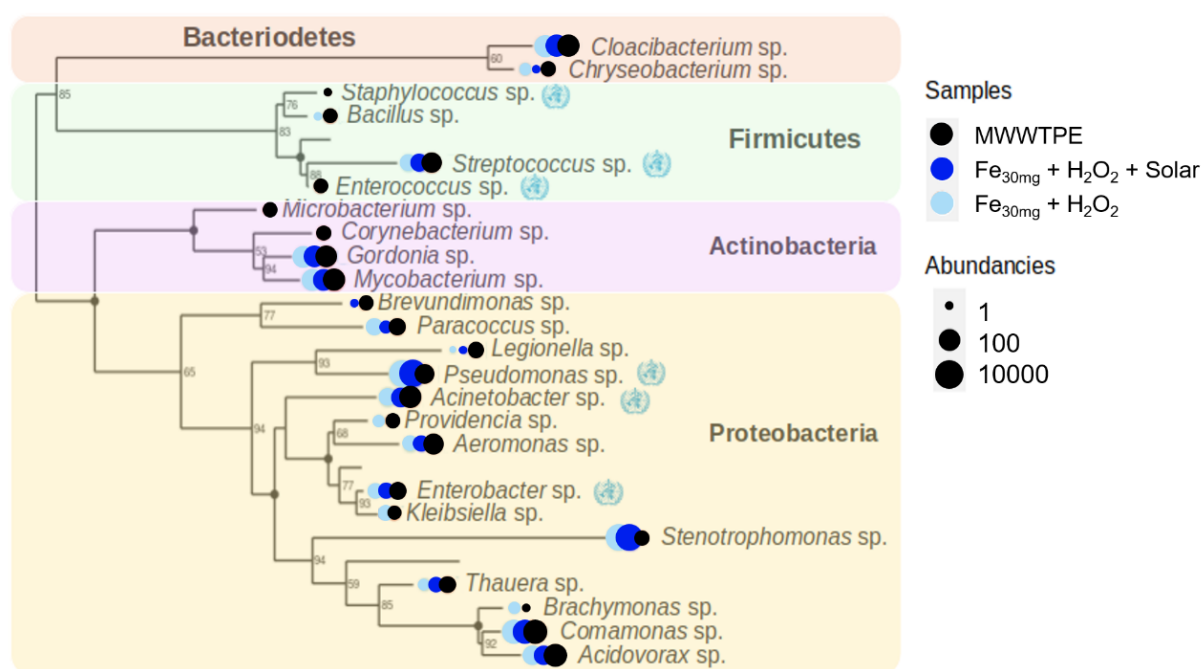 Bacteriodetes
60
Cloacibacterium sp.
Chryseobacterium sp.
85
Staphylococcus sp.
76
Bacillus sp.
83
Firmicutes
Streptococcus sp.
88
Enterococcus sp.
Microbacterium sp.
Corynebacterium sp.
53
Gordonia sp.
94
Mycobacterium sp.
Actinobacteria
Brevundimonas sp.
77
Paracoccus sp.
65
Legionella sp.
93
Pseudomonas sp.
Acinetobacter sp.
94
Providencia sp.
68
Aeromonas sp.
Proteobacteria
77
Enterobacter sp.
93
Kleibsiella sp.
Stenotrophomonas sp.
94
59
Thauera sp.
85
Brachymonas sp.
Comamonas sp.
92
Acidovorax sp.
Samples
MWWTPE
Fe30mg + H2O2 + Solar
Fe30mg + H2O2
Abundancies
1
100
10000